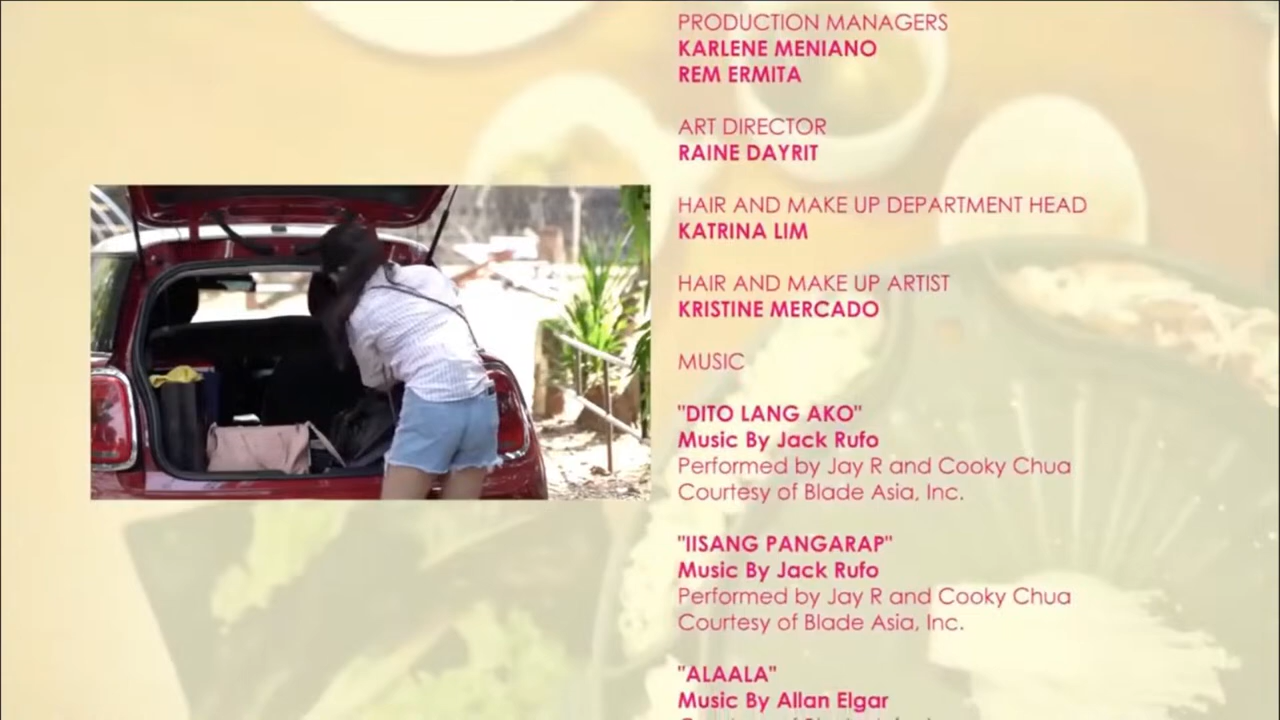 PRODUCTION MANAGERS
KARLENE MENIANO
REM ERMITA
ART DIRECTOR
RAINE DAYRIT
HAIR AND MAKE UP DEPARTMENT HEAD
KATRINA LIM
HAIR AND MAKE UP ARTIST
KRISTINE MERCADO
MUSIC
"DITO LANG AKO"
Music By Jack Rufo
Performed by Jay R and Cooky Chua
Courtesy of Blade Asia, Inc.
"IISANG PANGARAP"
Music By Jack Rufo
Performed by Jay R and Cooky Chua
Courtesy of Blade Asia, Inc.
"ALAALA"
Music By Allan Elgar